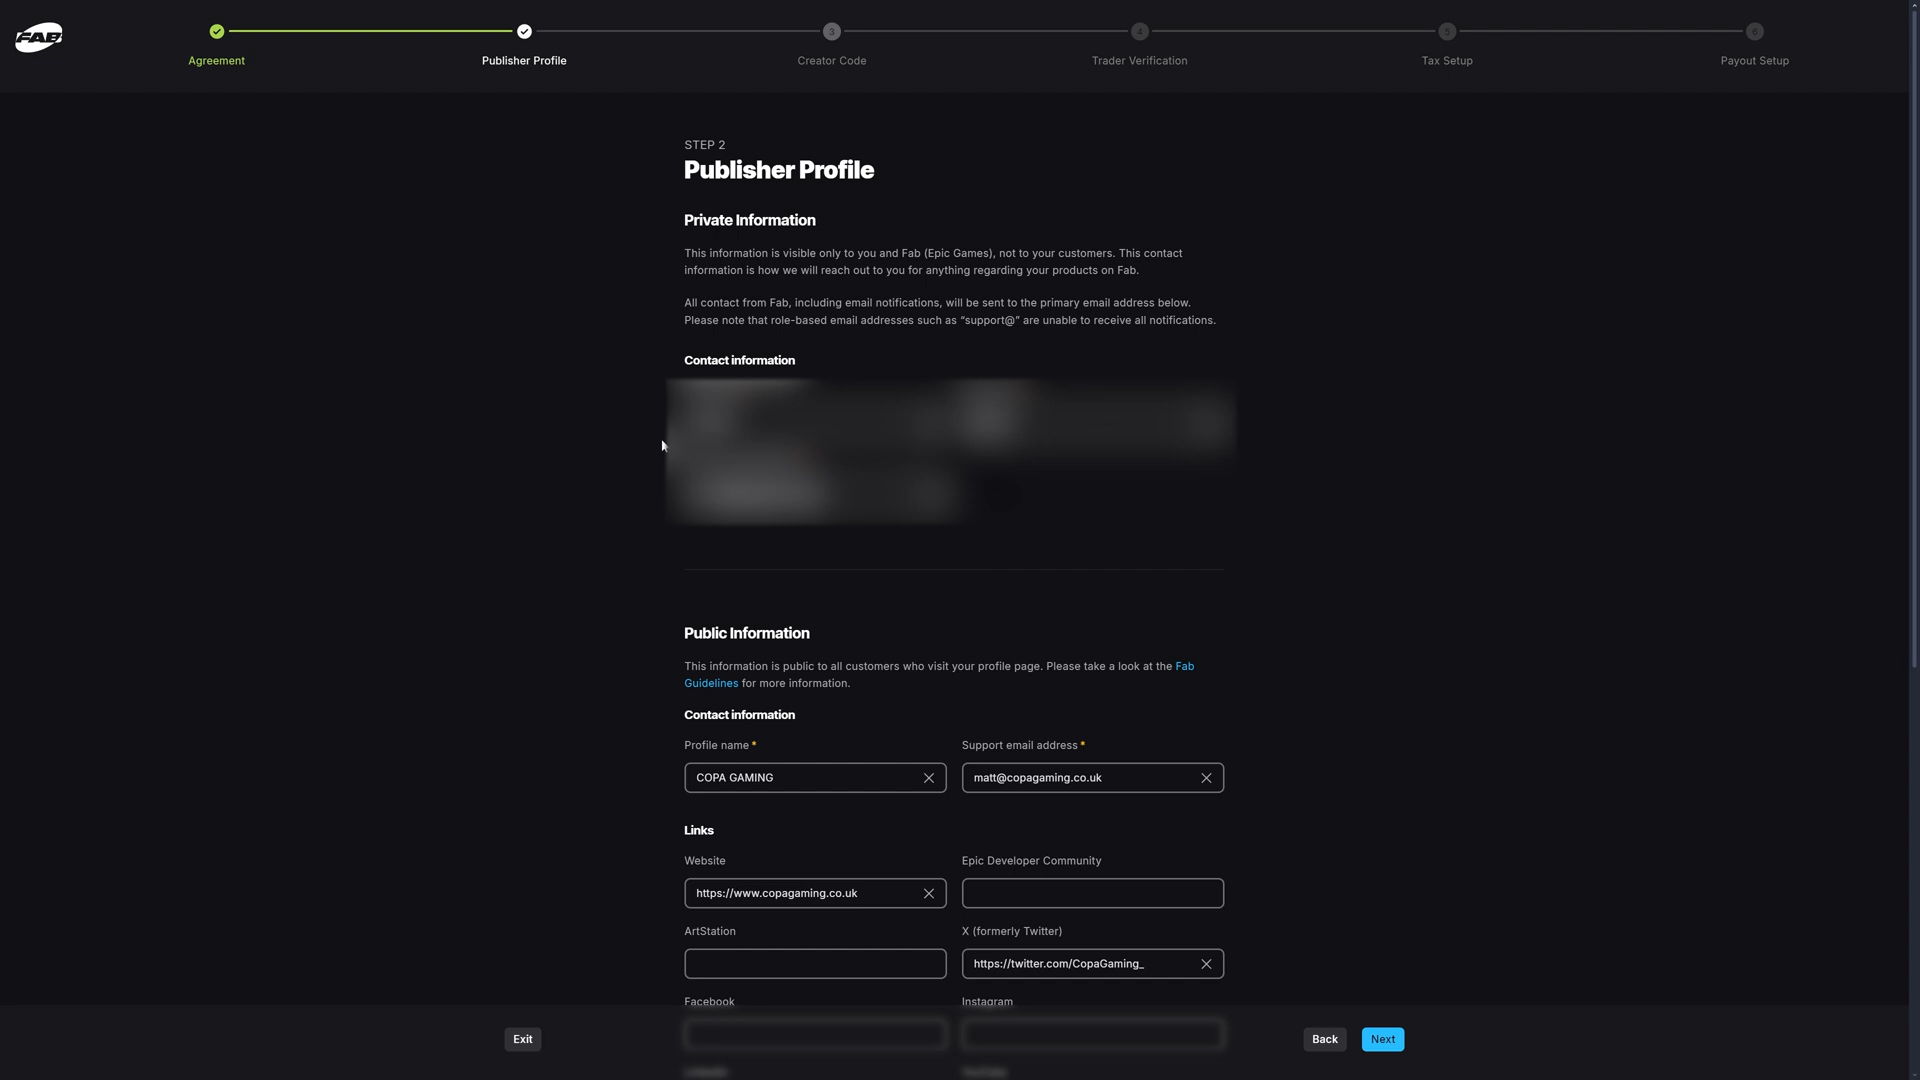 FAB
3
4
5
6
Agreement
Publisher Profile
Creator Code
Trader Verification
Tax Setup
Payout Setup
STEP 2
Publisher Profile
Private Information
This information is visible only to you and Fab (Epic Games), not to your customers. This contact
information is how we will reach out to you for anything regarding your products on Fab.
All contact from Fab, including email notifications, will be sent to the primary email address below.
Please note that role-based email addresses such as “support@” are unable to receive all notifications.
Contact information
Public Information
This information is public to all customers who visit your profile page. Please take a look at the Fab
Guidelines for more information.
Contact information
Profile name *
Support email address *
COPA GAMING
matt@copagaming.co.uk
Links
Website
Epic Developer Community
https://www.copagaming.co.uk
ArtStation
X (formerly Twitter)
https://twitter.com/CopaGaming_
Facebook
Instagram
Exit
Back
Next